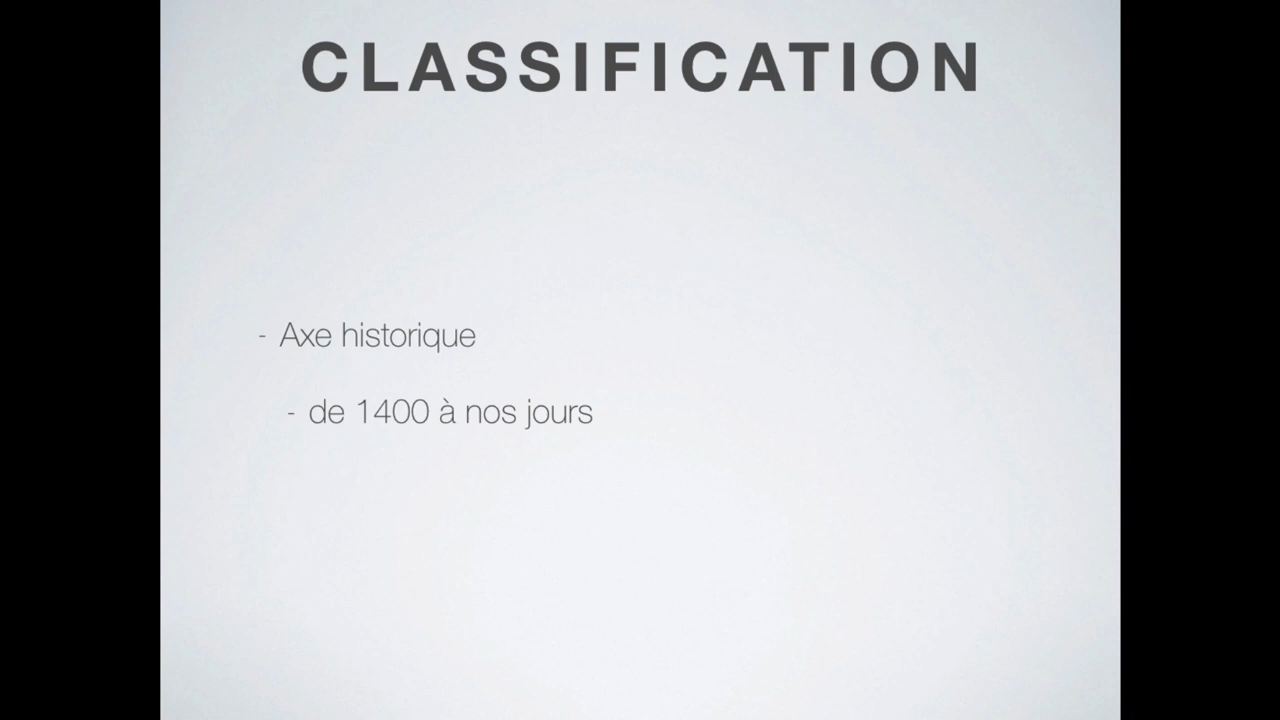 CLASSIFICATION
- Axe historique
- de 1400 à nos jours